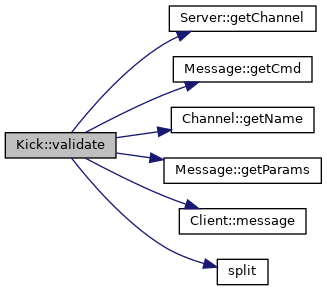 Server::getChannel
Message::getCmd
Channel::getName
Kick::validate
Message::getParams
Client::message
split